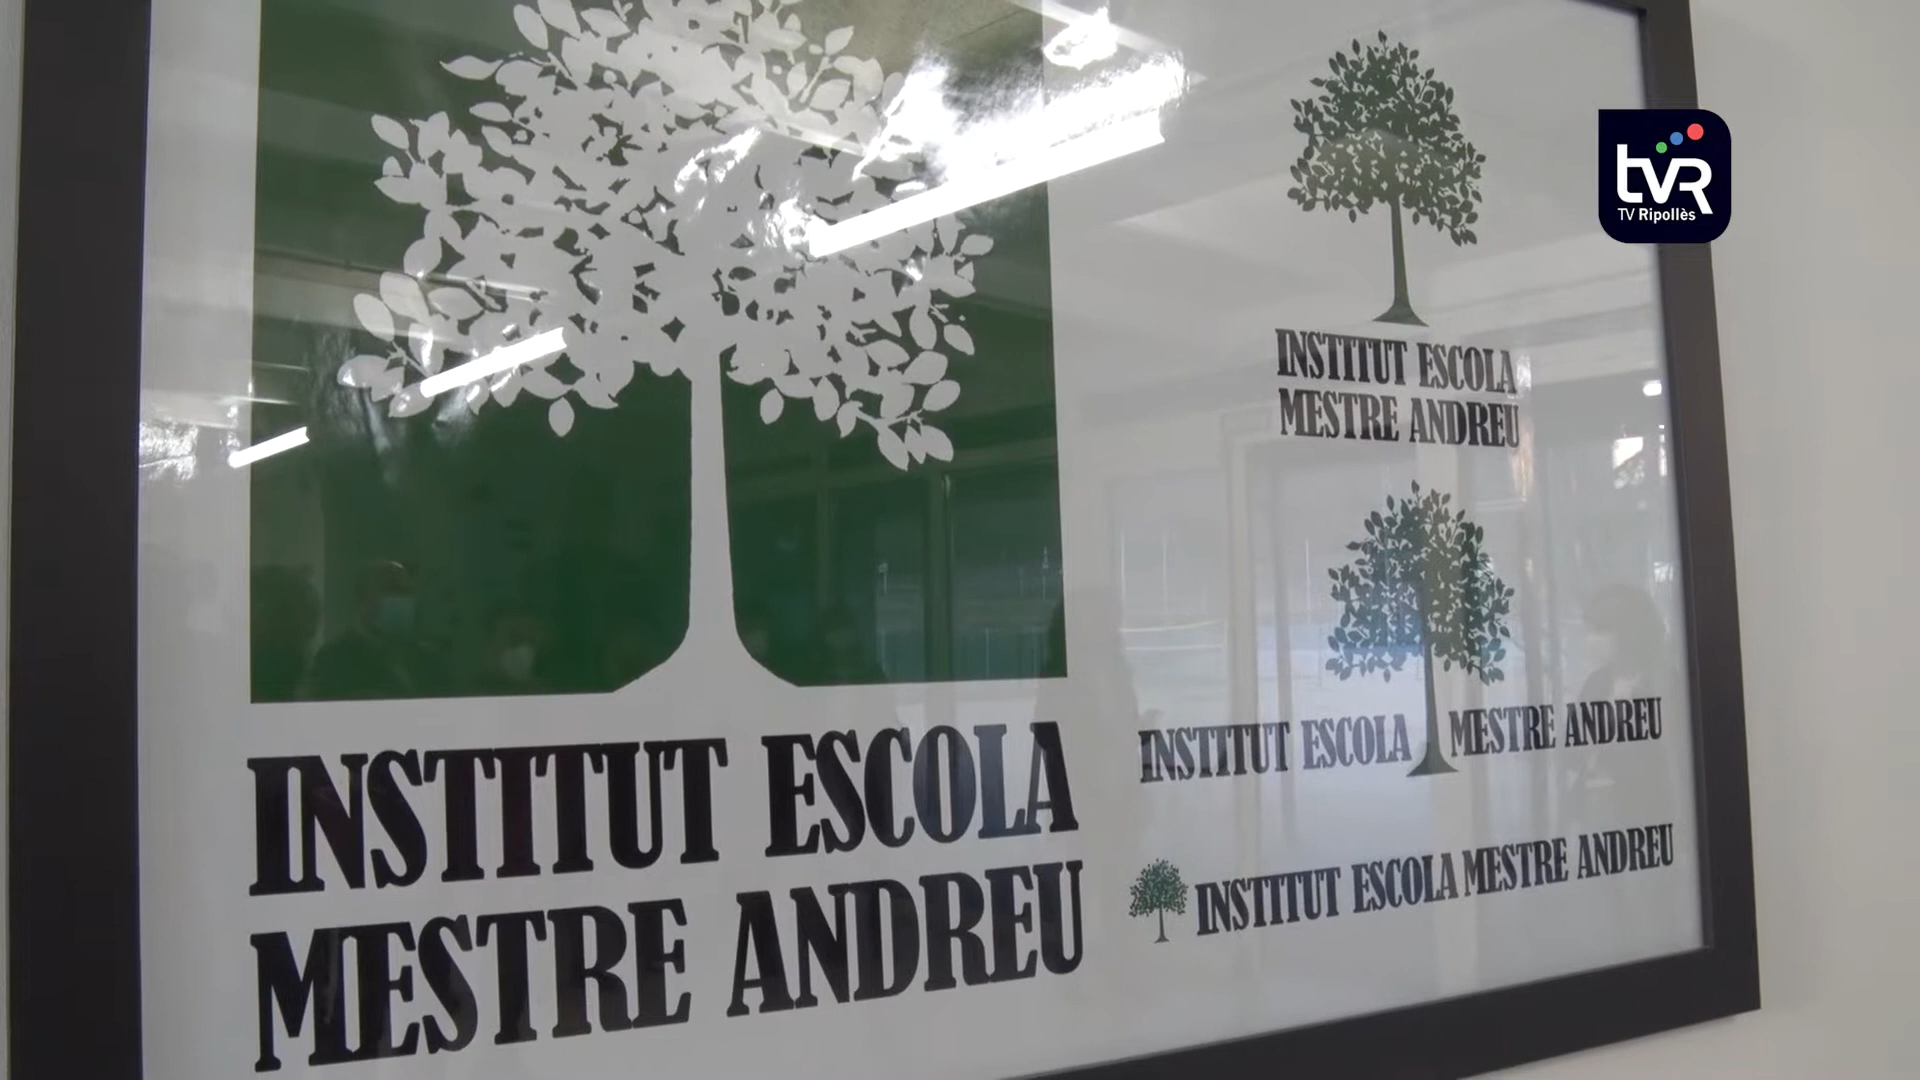 INSTITUT ESCOLA
MESTRE ANDREU
INSTITUT ESCOLA
MESTRE ANDREU
INSTITUT ESCOLA MESTRE ANDREU
INSTITUT ESCOLA MESTRE ANDREU
tvR
TV Ripollès